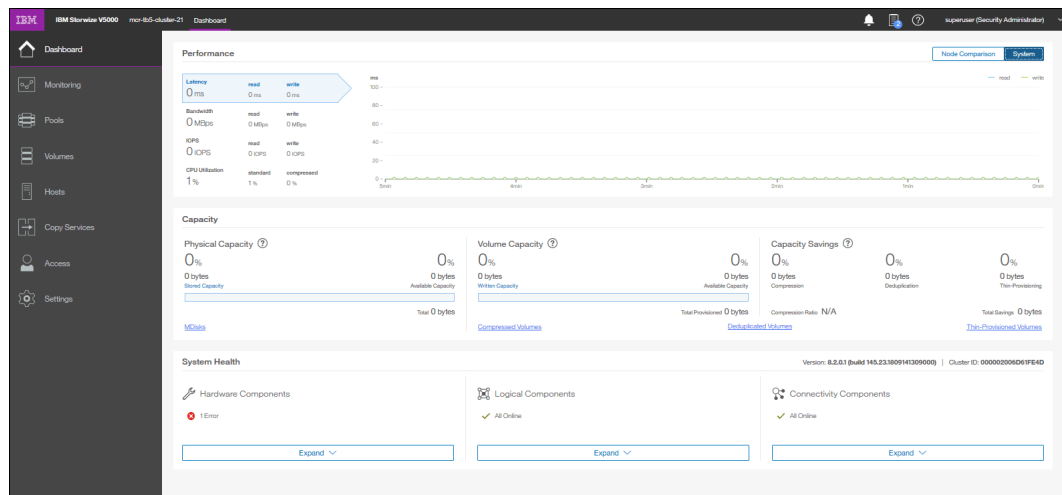 IBM IBM Storwize V5000 mcr-tb5-cluster-21 Dashboard 2 superuser (Security Administrator)
Dashboard
Monitoring
Pools
Volumes
Hosts
Copy Services
Access
Settings
Performance Node Comparison System
Latency read write
0 ms 0 ms 0 ms
Bandwidth read write
0 MBps 0 MBps 0 MBps
IOPS read write
0 IOPS 0 IOPS 0 IOPS
CPU Utilization standard compressed
1 % 1 % 0 %
ms read write
100
80
60
40
20
0
5min 4min 3min 2min 1min 0min
Capacity
Physical Capacity ?
0% 0%
0 bytes 0 bytes
Stored Capacity Available Capacity
Total 0 bytes
MDisks
Volume Capacity ?
0% 0%
0 bytes 0 bytes
Written Capacity Available Capacity
Total Provisioned 0 bytes
Compressed Volumes Deduplicated Volumes
Capacity Savings ?
0% 0% 0%
0 bytes 0 bytes 0 bytes
Compression Deduplication Thin-Provisioning
Compression Ratio N/A Total Savings 0 bytes
Thin-Provisioned Volumes
System Health Version: 8.2.0.1 (build 145.23.1809141309000) | Cluster ID: 000002006D61FE4D
Hardware Components
1 Error
Expand
Logical Components
All Online
Expand
Connectivity Components
All Online
Expand